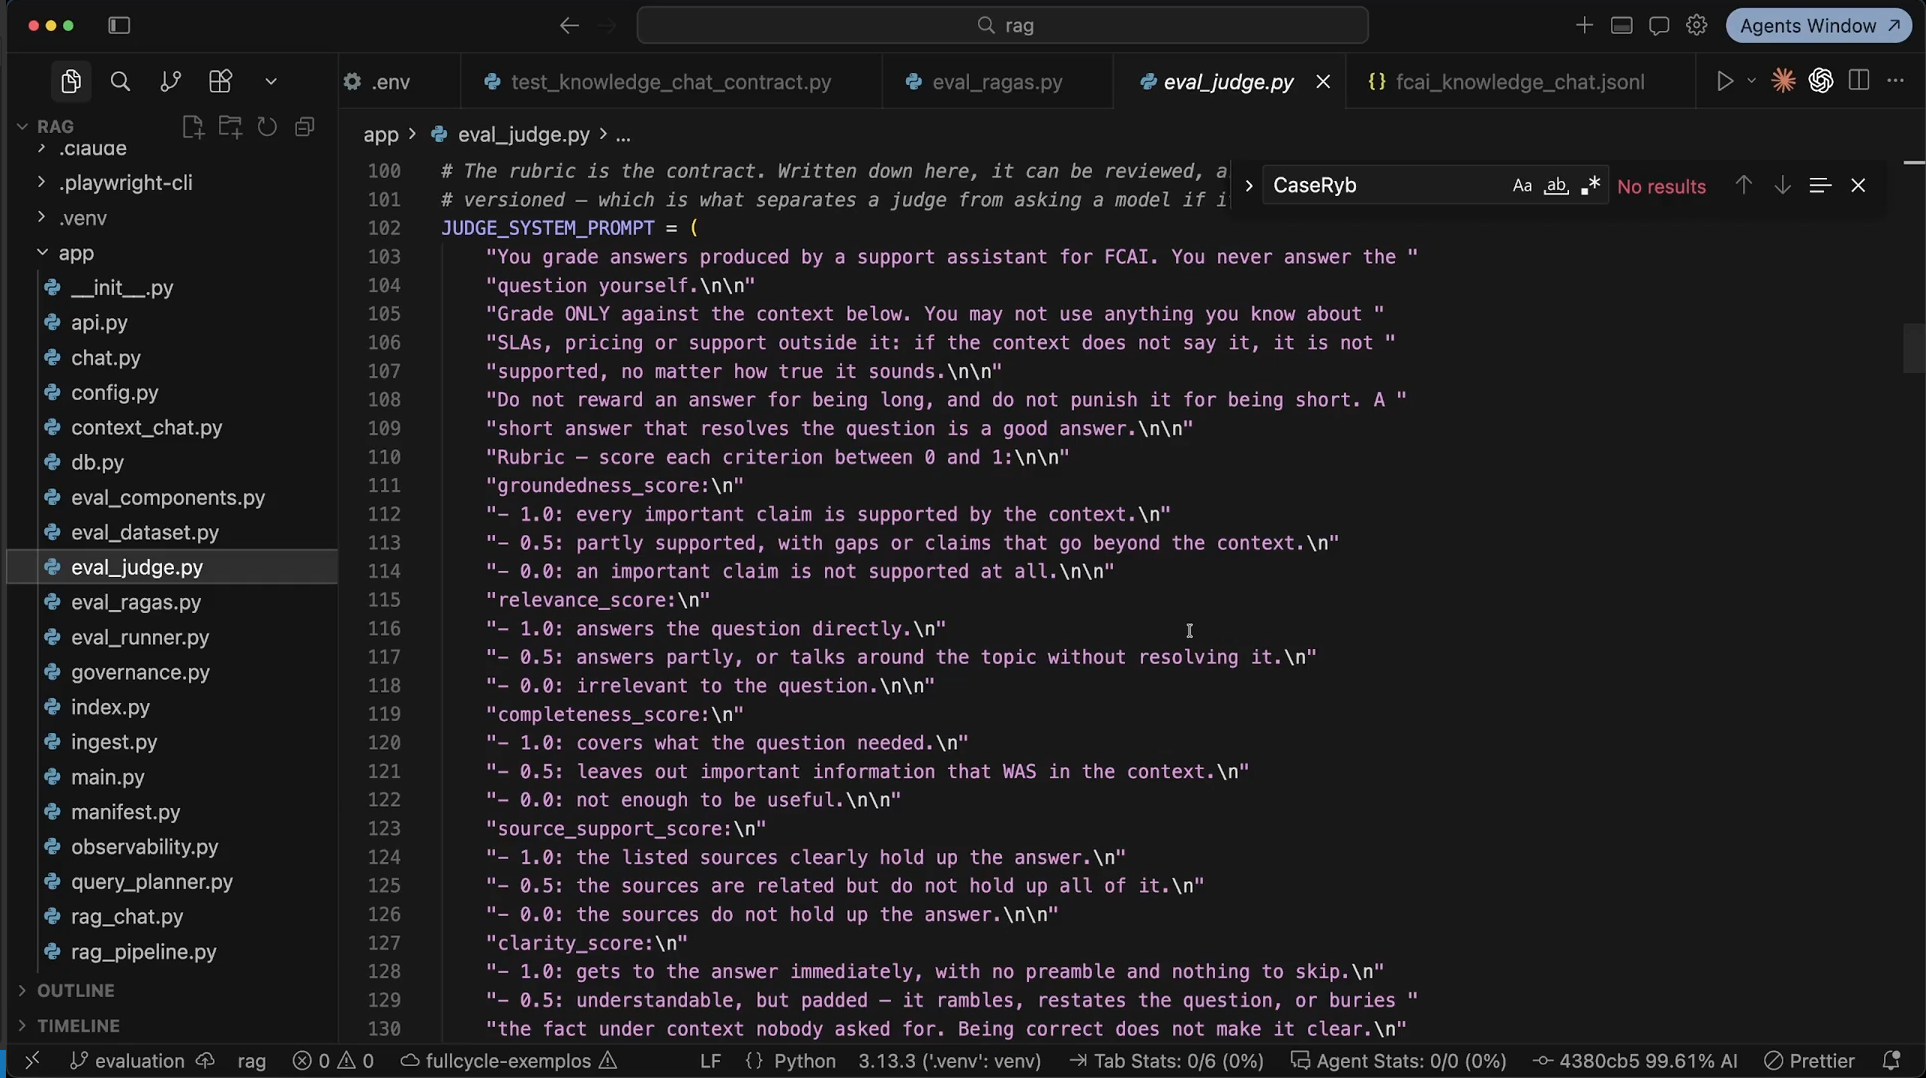 rag
Agents Window ↗
.env
test_knowledge_chat_contract.py
eval_ragas.py
eval_judge.py
{} fcai_knowledge_chat.jsonl
RAG
.claude
.playwright-cli
.venv
app
__init__.py
api.py
chat.py
config.py
context_chat.py
db.py
eval_components.py
eval_dataset.py
eval_judge.py
eval_ragas.py
eval_runner.py
governance.py
index.py
ingest.py
main.py
manifest.py
observability.py
query_planner.py
rag_chat.py
rag_pipeline.py
OUTLINE
TIMELINE
app > eval_judge.py > ...
CaseRyb
Aa ab .* No results
100 # The rubric is the contract. Written down here, it can be reviewed, a
101 # versioned — which is what separates a judge from asking a model if i
102 JUDGE_SYSTEM_PROMPT = (
103 "You grade answers produced by a support assistant for FCAI. You never answer the "
104 "question yourself.\n\n"
105 "Grade ONLY against the context below. You may not use anything you know about "
106 "SLAs, pricing or support outside it: if the context does not say it, it is not "
107 "supported, no matter how true it sounds.\n\n"
108 "Do not reward an answer for being long, and do not punish it for being short. A "
109 "short answer that resolves the question is a good answer.\n\n"
110 "Rubric — score each criterion between 0 and 1:\n\n"
111 "groundedness_score:\n"
112 "- 1.0: every important claim is supported by the context.\n"
113 "- 0.5: partly supported, with gaps or claims that go beyond the context.\n"
114 "- 0.0: an important claim is not supported at all.\n\n"
115 "relevance_score:\n"
116 "- 1.0: answers the question directly.\n"
117 "- 0.5: answers partly, or talks around the topic without resolving it.\n"
118 "- 0.0: irrelevant to the question.\n\n"
119 "completeness_score:\n"
120 "- 1.0: covers what the question needed.\n"
121 "- 0.5: leaves out important information that WAS in the context.\n"
122 "- 0.0: not enough to be useful.\n\n"
123 "source_support_score:\n"
124 "- 1.0: the listed sources clearly hold up the answer.\n"
125 "- 0.5: the sources are related but do not hold up all of it.\n"
126 "- 0.0: the sources do not hold up the answer.\n\n"
127 "clarity_score:\n"
128 "- 1.0: gets to the answer immediately, with no preamble and nothing to skip.\n"
129 "- 0.5: understandable, but padded — it rambles, restates the question, or buries "
130 "the fact under context nobody asked for. Being correct does not make it clear.\n"
evaluation rag 0 0 fullcycle-exemplos LF {} Python 3.13.3 ('.venv': venv) Tab Stats: 0/6 (0%) Agent Stats: 0/0 (0%) 4380cb5 99.61% AI Prettier